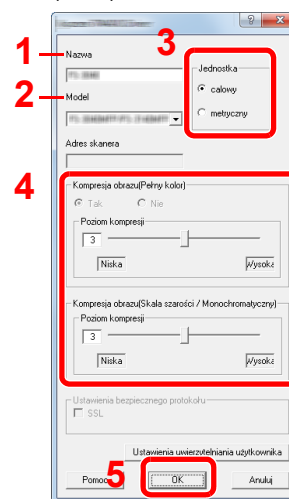 1 Nazwa
3
Jednostka
calowy
metryczny
2 Model
Adres skanera
4
Kompresja obrazu(Pełny kolor)
Tak Nie
Poziom kompresji
3
Niska Wysoka
Kompresja obrazu(Skala szarości / Monochromatyczny)
Poziom kompresji
3
Niska Wysoka
Ustawienia bezpiecznego protokołu
SSL
Ustawienia uwierzytelniania użytkownika
5
Pomoc OK Anuluj